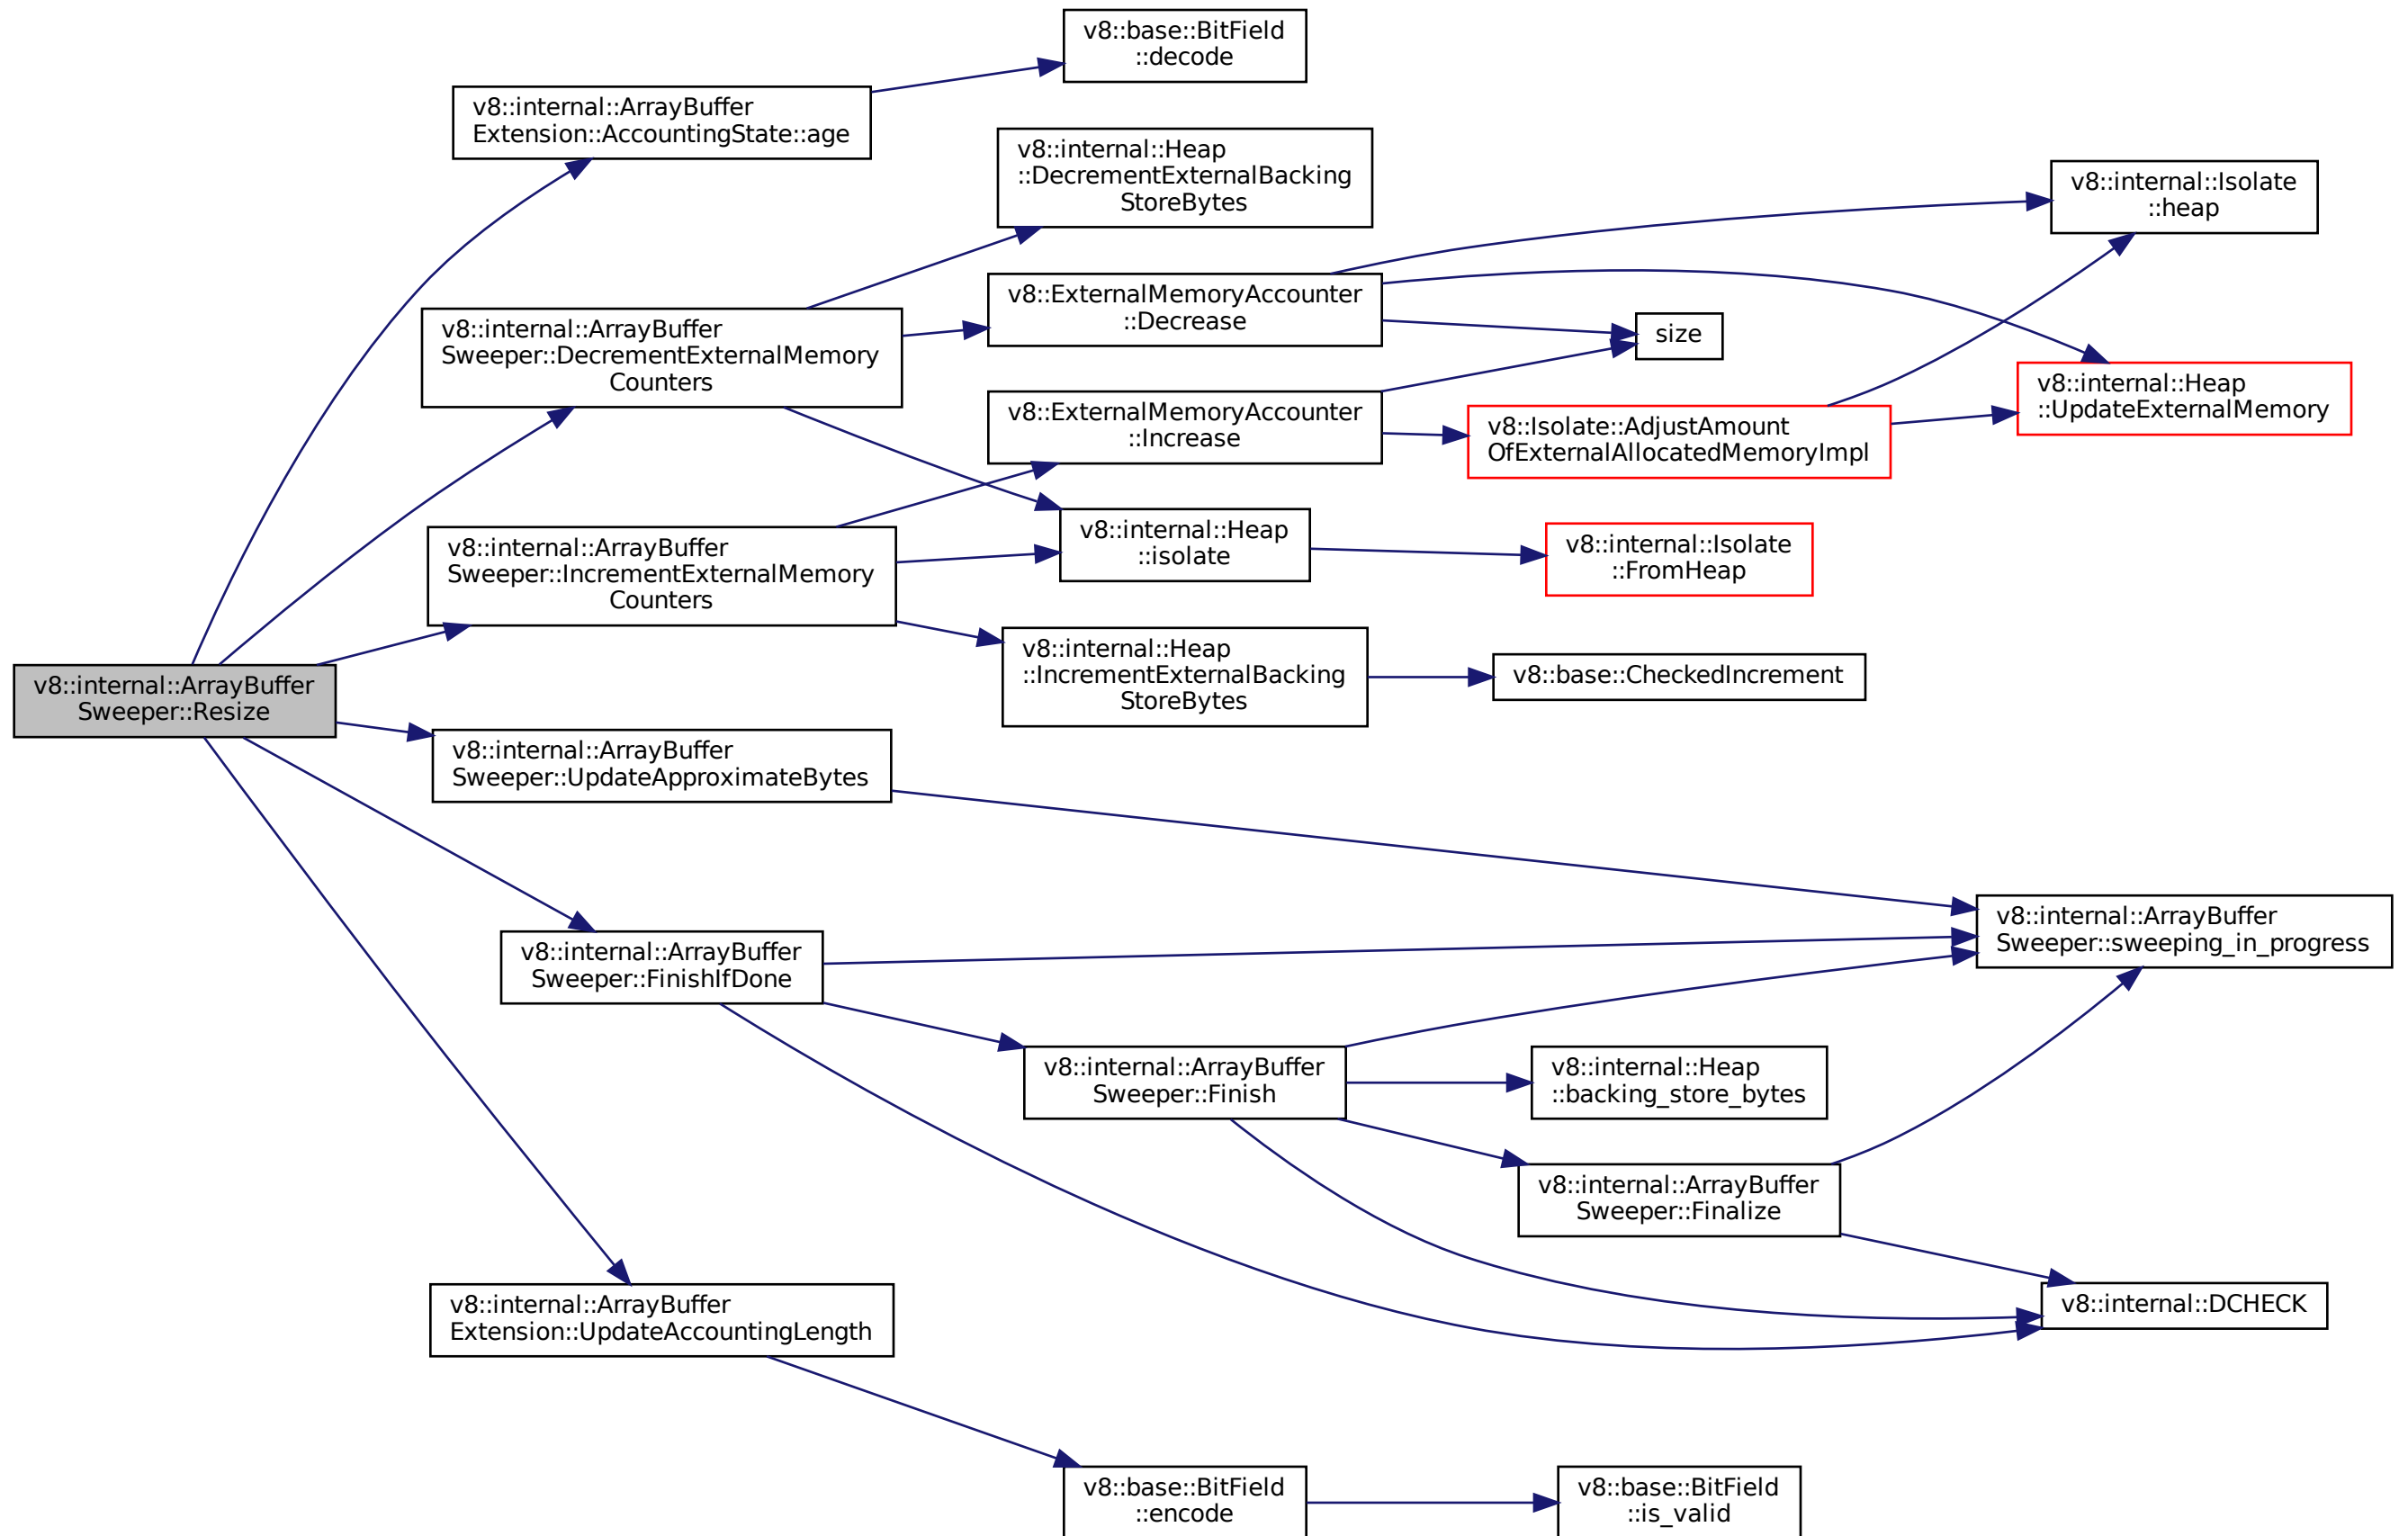 v8::base::BitField
::decode
v8::internal::ArrayBuffer
Extension::AccountingState::age
v8::internal::Heap
::DecrementExternalBacking
StoreBytes
v8::internal::Isolate
::heap
v8::ExternalMemoryAccounter
::Decrease
size
v8::internal::ArrayBuffer
Sweeper::DecrementExternalMemory
Counters
v8::internal::Heap
::UpdateExternalMemory
v8::ExternalMemoryAccounter
::Increase
v8::Isolate::AdjustAmount
OfExternalAllocatedMemoryImpl
v8::internal::ArrayBuffer
Sweeper::IncrementExternalMemory
Counters
v8::internal::Heap
::isolate
v8::internal::Isolate
::FromHeap
v8::internal::Heap
::IncrementExternalBacking
StoreBytes
v8::base::CheckedIncrement
v8::internal::ArrayBuffer
Sweeper::Resize
v8::internal::ArrayBuffer
Sweeper::UpdateApproximateBytes
v8::internal::ArrayBuffer
Sweeper::sweeping_in_progress
v8::internal::ArrayBuffer
Sweeper::FinishIfDone
v8::internal::ArrayBuffer
Sweeper::Finish
v8::internal::Heap
::backing_store_bytes
v8::internal::ArrayBuffer
Sweeper::Finalize
v8::internal::DCHECK
v8::internal::ArrayBuffer
Extension::UpdateAccountingLength
v8::base::BitField
::encode
v8::base::BitField
::is_valid